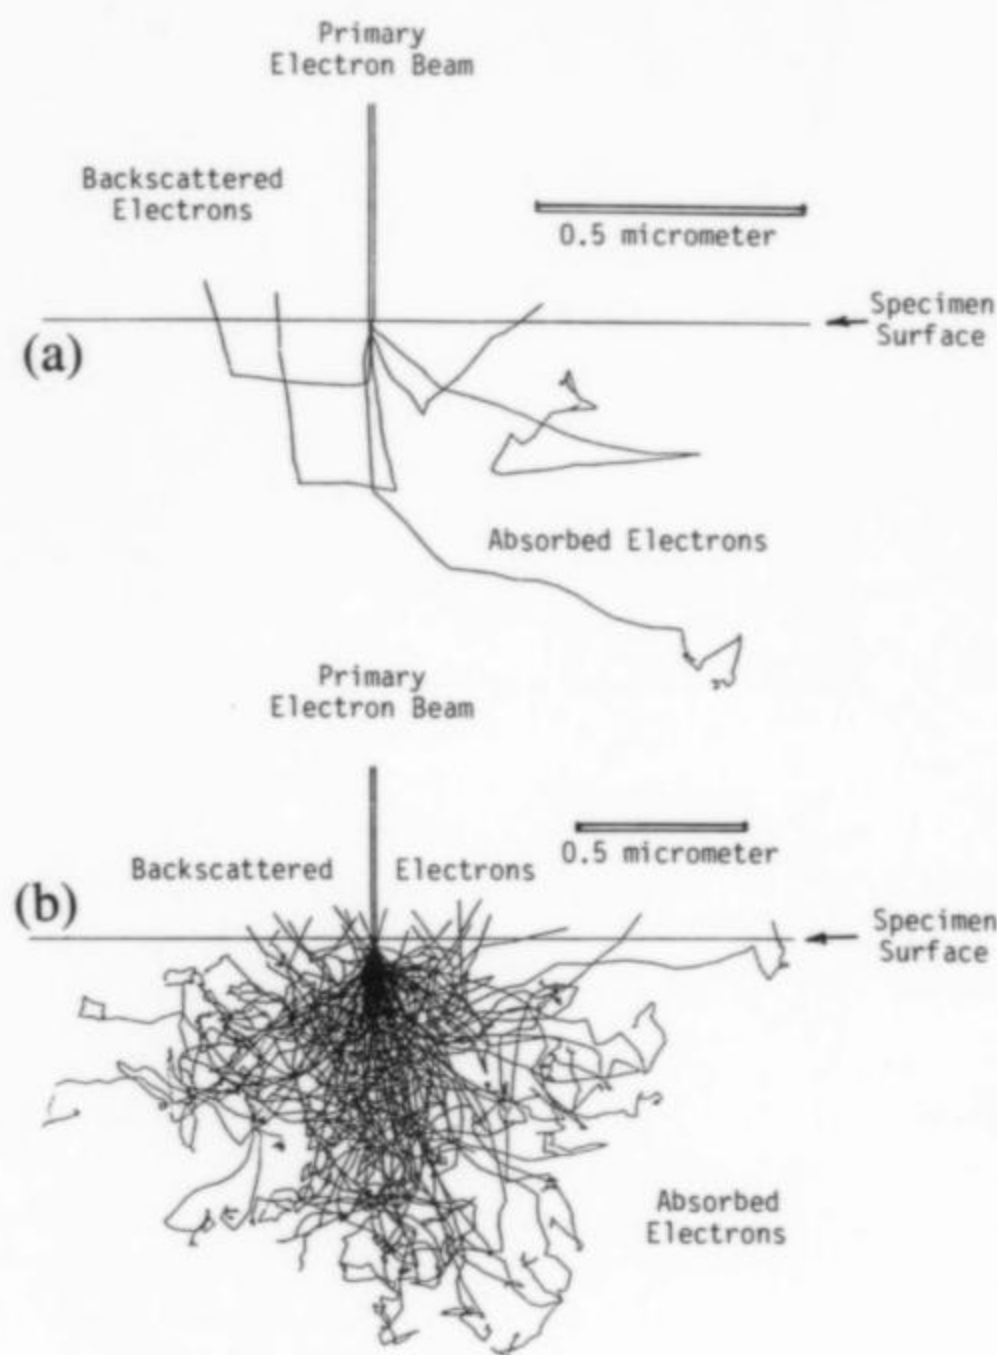 Primary
Electron Beam
Backscattered
Electrons
0.5 micrometer
Specimen
Surface
(a)
Absorbed Electrons
Primary
Electron Beam
0.5 micrometer
Backscattered Electrons
(b)
Specimen
Surface
Absorbed
Electrons